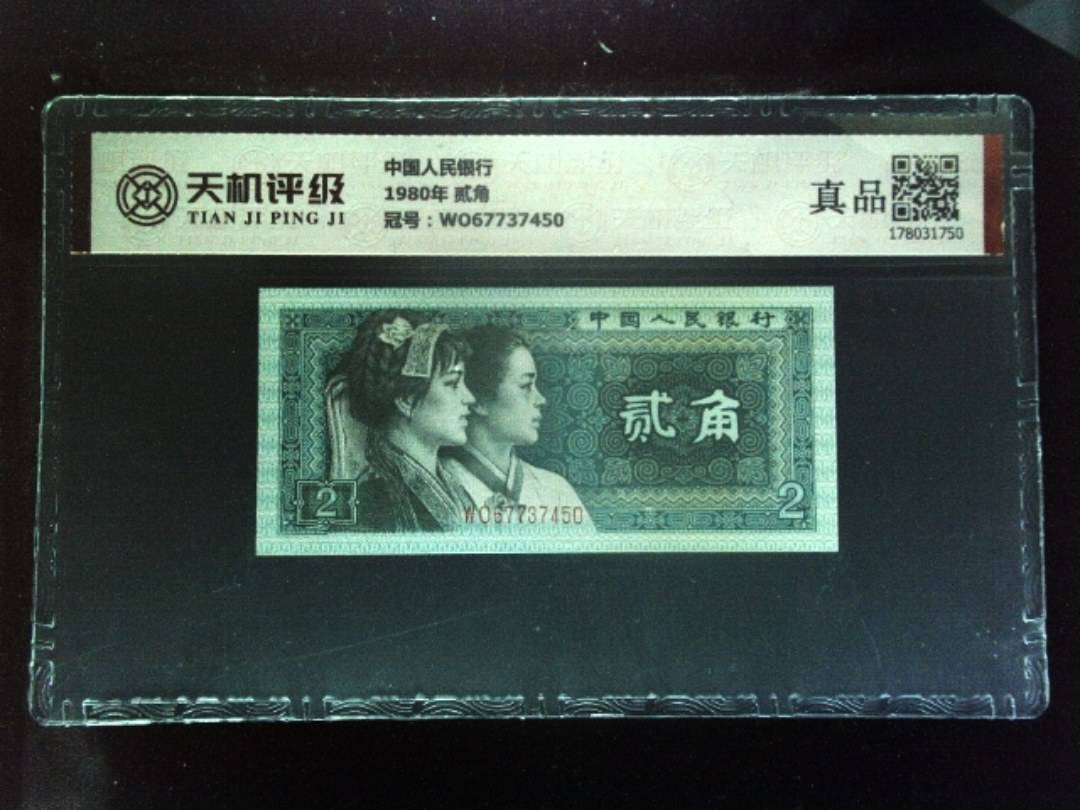 天机评级
TIAN JI PING JI
中国人民银行
1980年 贰角
冠号：WO67737450
真品
178031750
中国人民银行
贰角
2
WO67737450
2